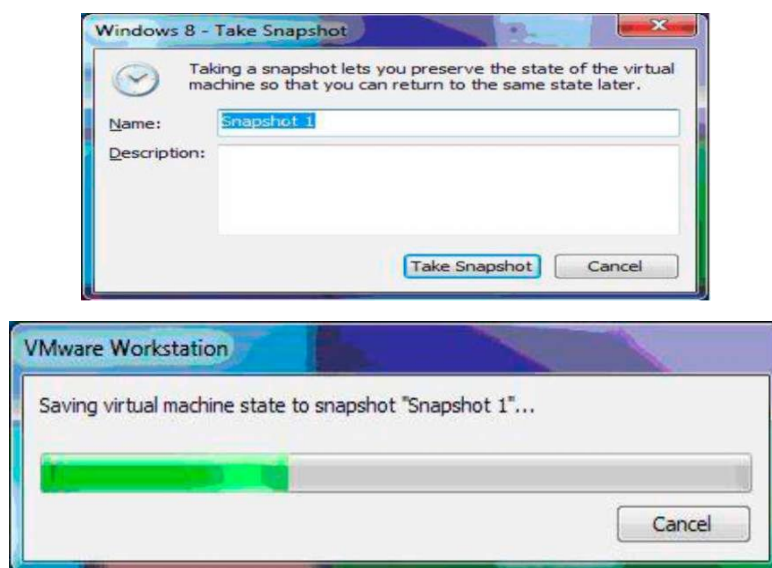 Windows 8 - Take Snapshot
Taking a snapshot lets you preserve the state of the virtual
machine so that you can return to the same state later.
Name:
Snapshot 1
Description:
Take Snapshot
Cancel
VMware Workstation
Saving virtual machine state to snapshot "Snapshot 1"...
Cancel